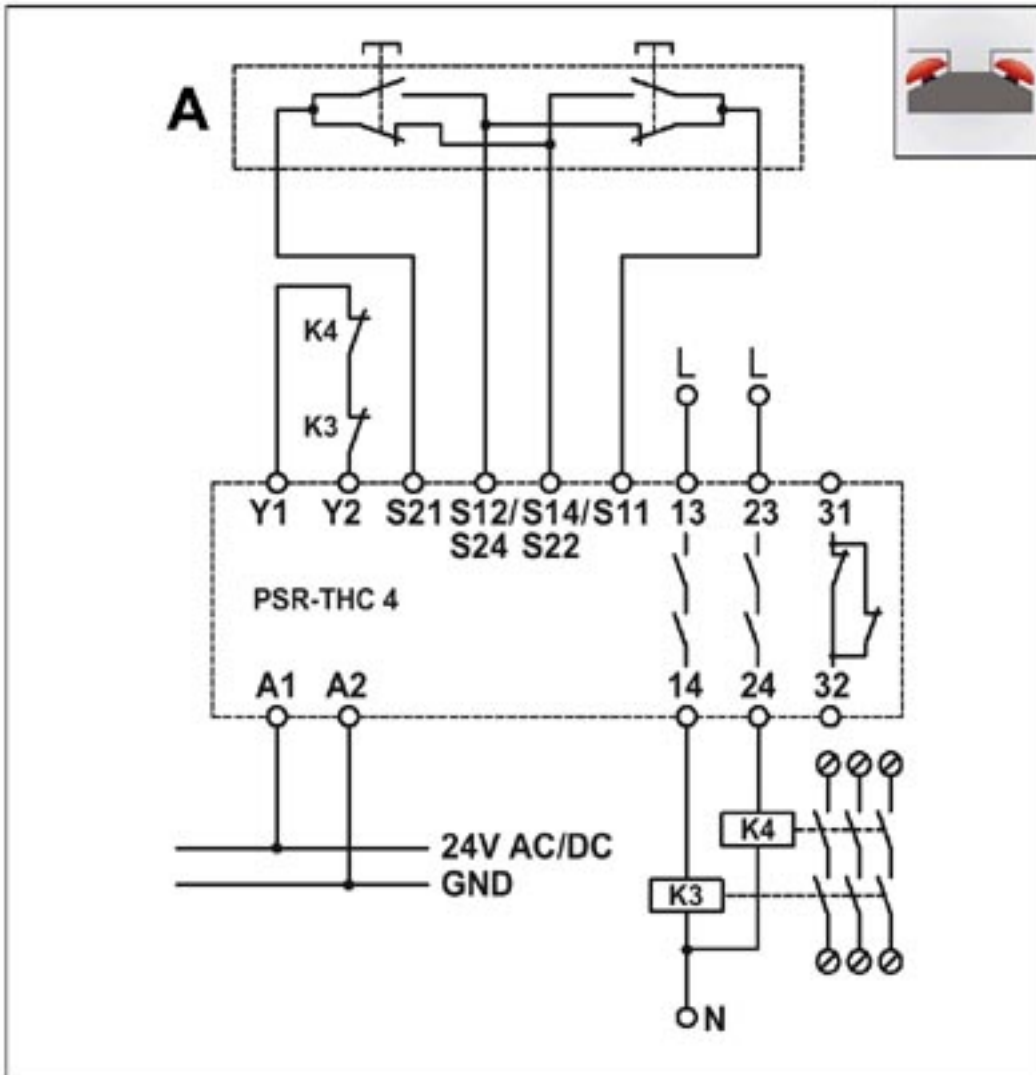 A
K4
K3
L L
Y1 Y2 S21 S12/ S14/ S11 13 23 31
S24 S22
PSR-THC 4
A1 A2 14 24 32
24V AC/DC
GND
K4
K3
N